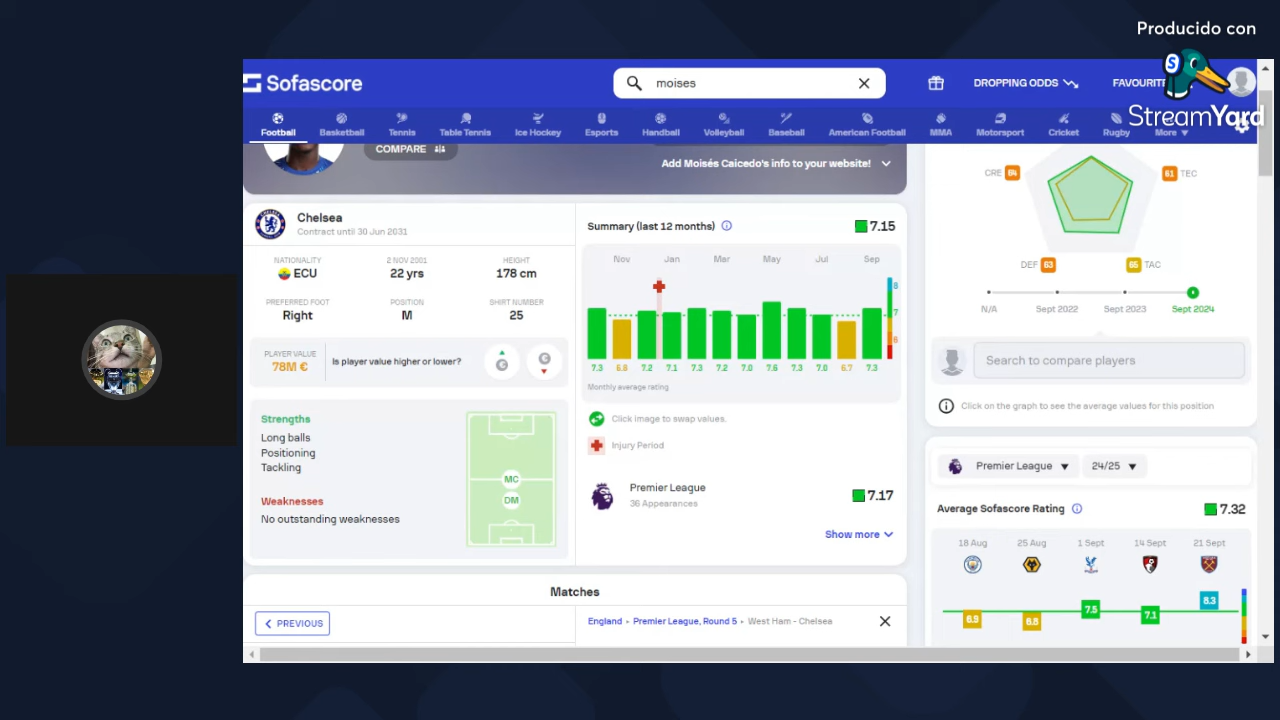 Producido con
StreamYard
Sofascore
moises
DROPPING ODDS
FAVOURITE
Football
Basketball
Tennis
Table Tennis
Ice Hockey
Esports
Handball
Volleyball
Baseball
American Football
MMA
Motorsport
Cricket
Rugby
More
COMPARE
Add Moisés Caicedo's info to your website!
Chelsea
Contract until 30 Jun 2031
NATIONALITY
ECU
2 NOV 2001
22 yrs
HEIGHT
178 cm
PREFERRED FOOT
Right
POSITION
M
SHIRT NUMBER
25
PLAYER VALUE
78M €
Is player value higher or lower?
Strengths
Long balls
Positioning
Tackling
Weaknesses
No outstanding weaknesses
MC
DM
Summary (last 12 months) 7.15
Nov Jan Mar May Jul Sep
8
7
6
7.3 6.8 7.2 7.1 7.3 7.2 7.0 7.6 7.3 7.0 6.7 7.3
Monthly average rating
Click image to swap values.
Injury Period
Premier League
36 Appearances
7.17
Show more
Matches
PREVIOUS
England Premier League, Round 5 West Ham - Chelsea
CRE 64
61 TEC
DEF 63
65 TAC
N/A Sept 2022 Sept 2023 Sept 2024
Search to compare players
Click on the graph to see the average values for this position
Premier League 24/25
Average Sofascore Rating 7.32
18 Aug 25 Aug 1 Sept 14 Sept 21 Sept
6.9 6.8 7.5 7.1 8.3